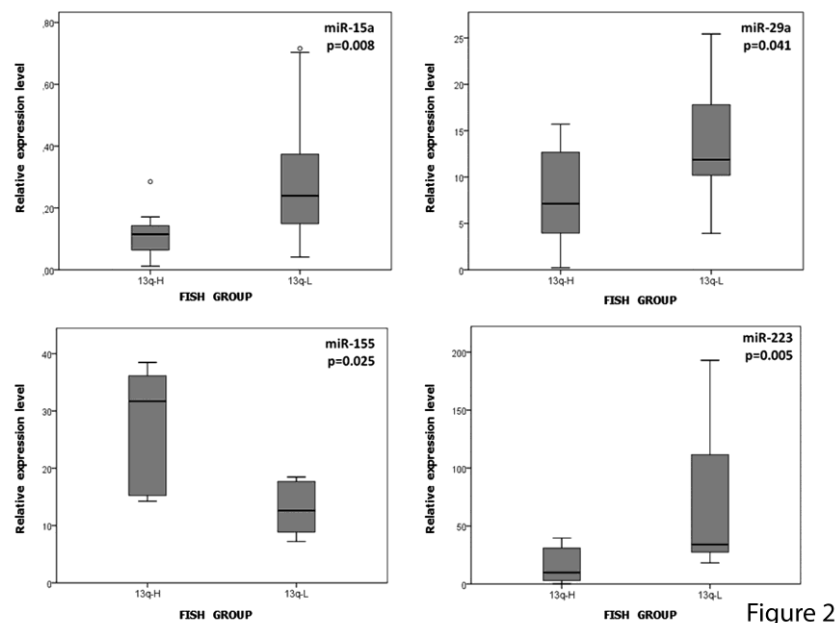 miR-15a
p=0.008
Relative expression level
,80
,60
,40
,20
,00
13q-H 13q-L
FISH GROUP
miR-29a
p=0.041
Relative expression level
25
20
15
10
5
0
13q-H 13q-L
FISH GROUP
miR-155
p=0.025
Relative expression level
40
30
20
10
0
13q-H 13q-L
FISH GROUP
miR-223
p=0.005
Relative expression level
200
150
100
50
0
13q-H 13q-L
FISH GROUP
Figure 2